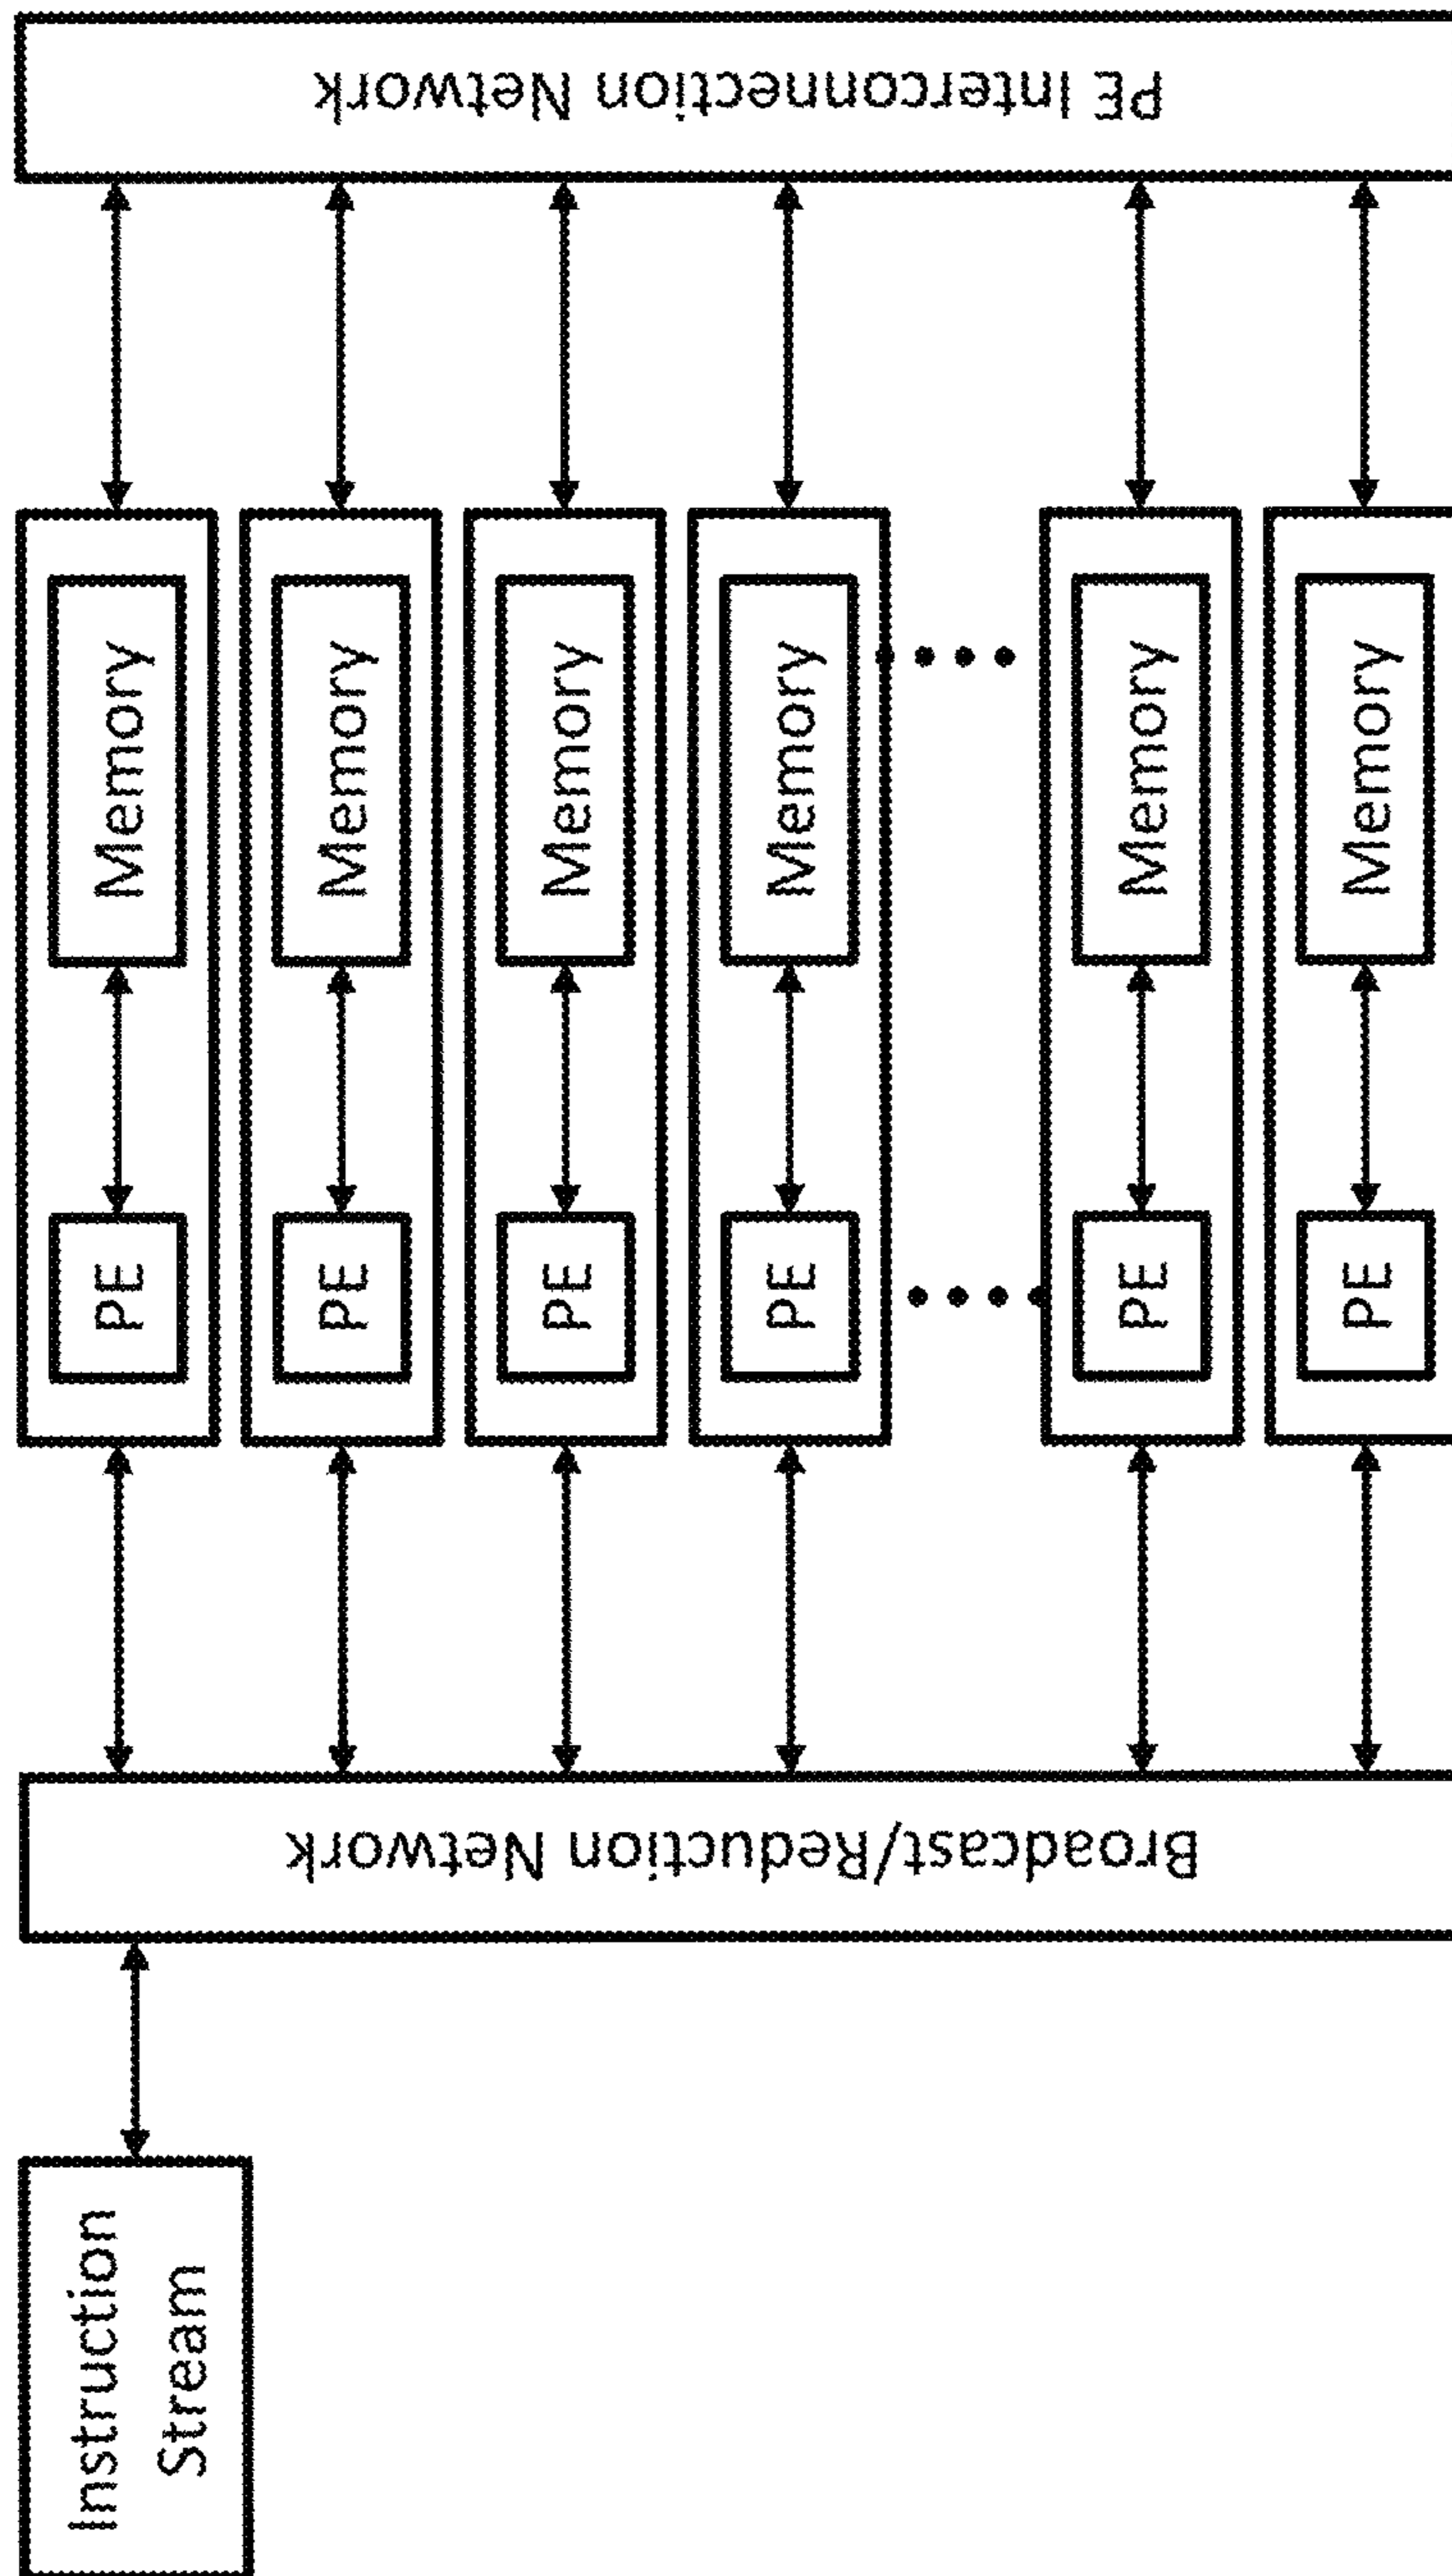 Instruction
Stream
Broadcast/Reduction Network
PE
Memory
PE
Memory
PE
Memory
PE
Memory
PE
Memory
PE
Memory
PE Interconnection Network